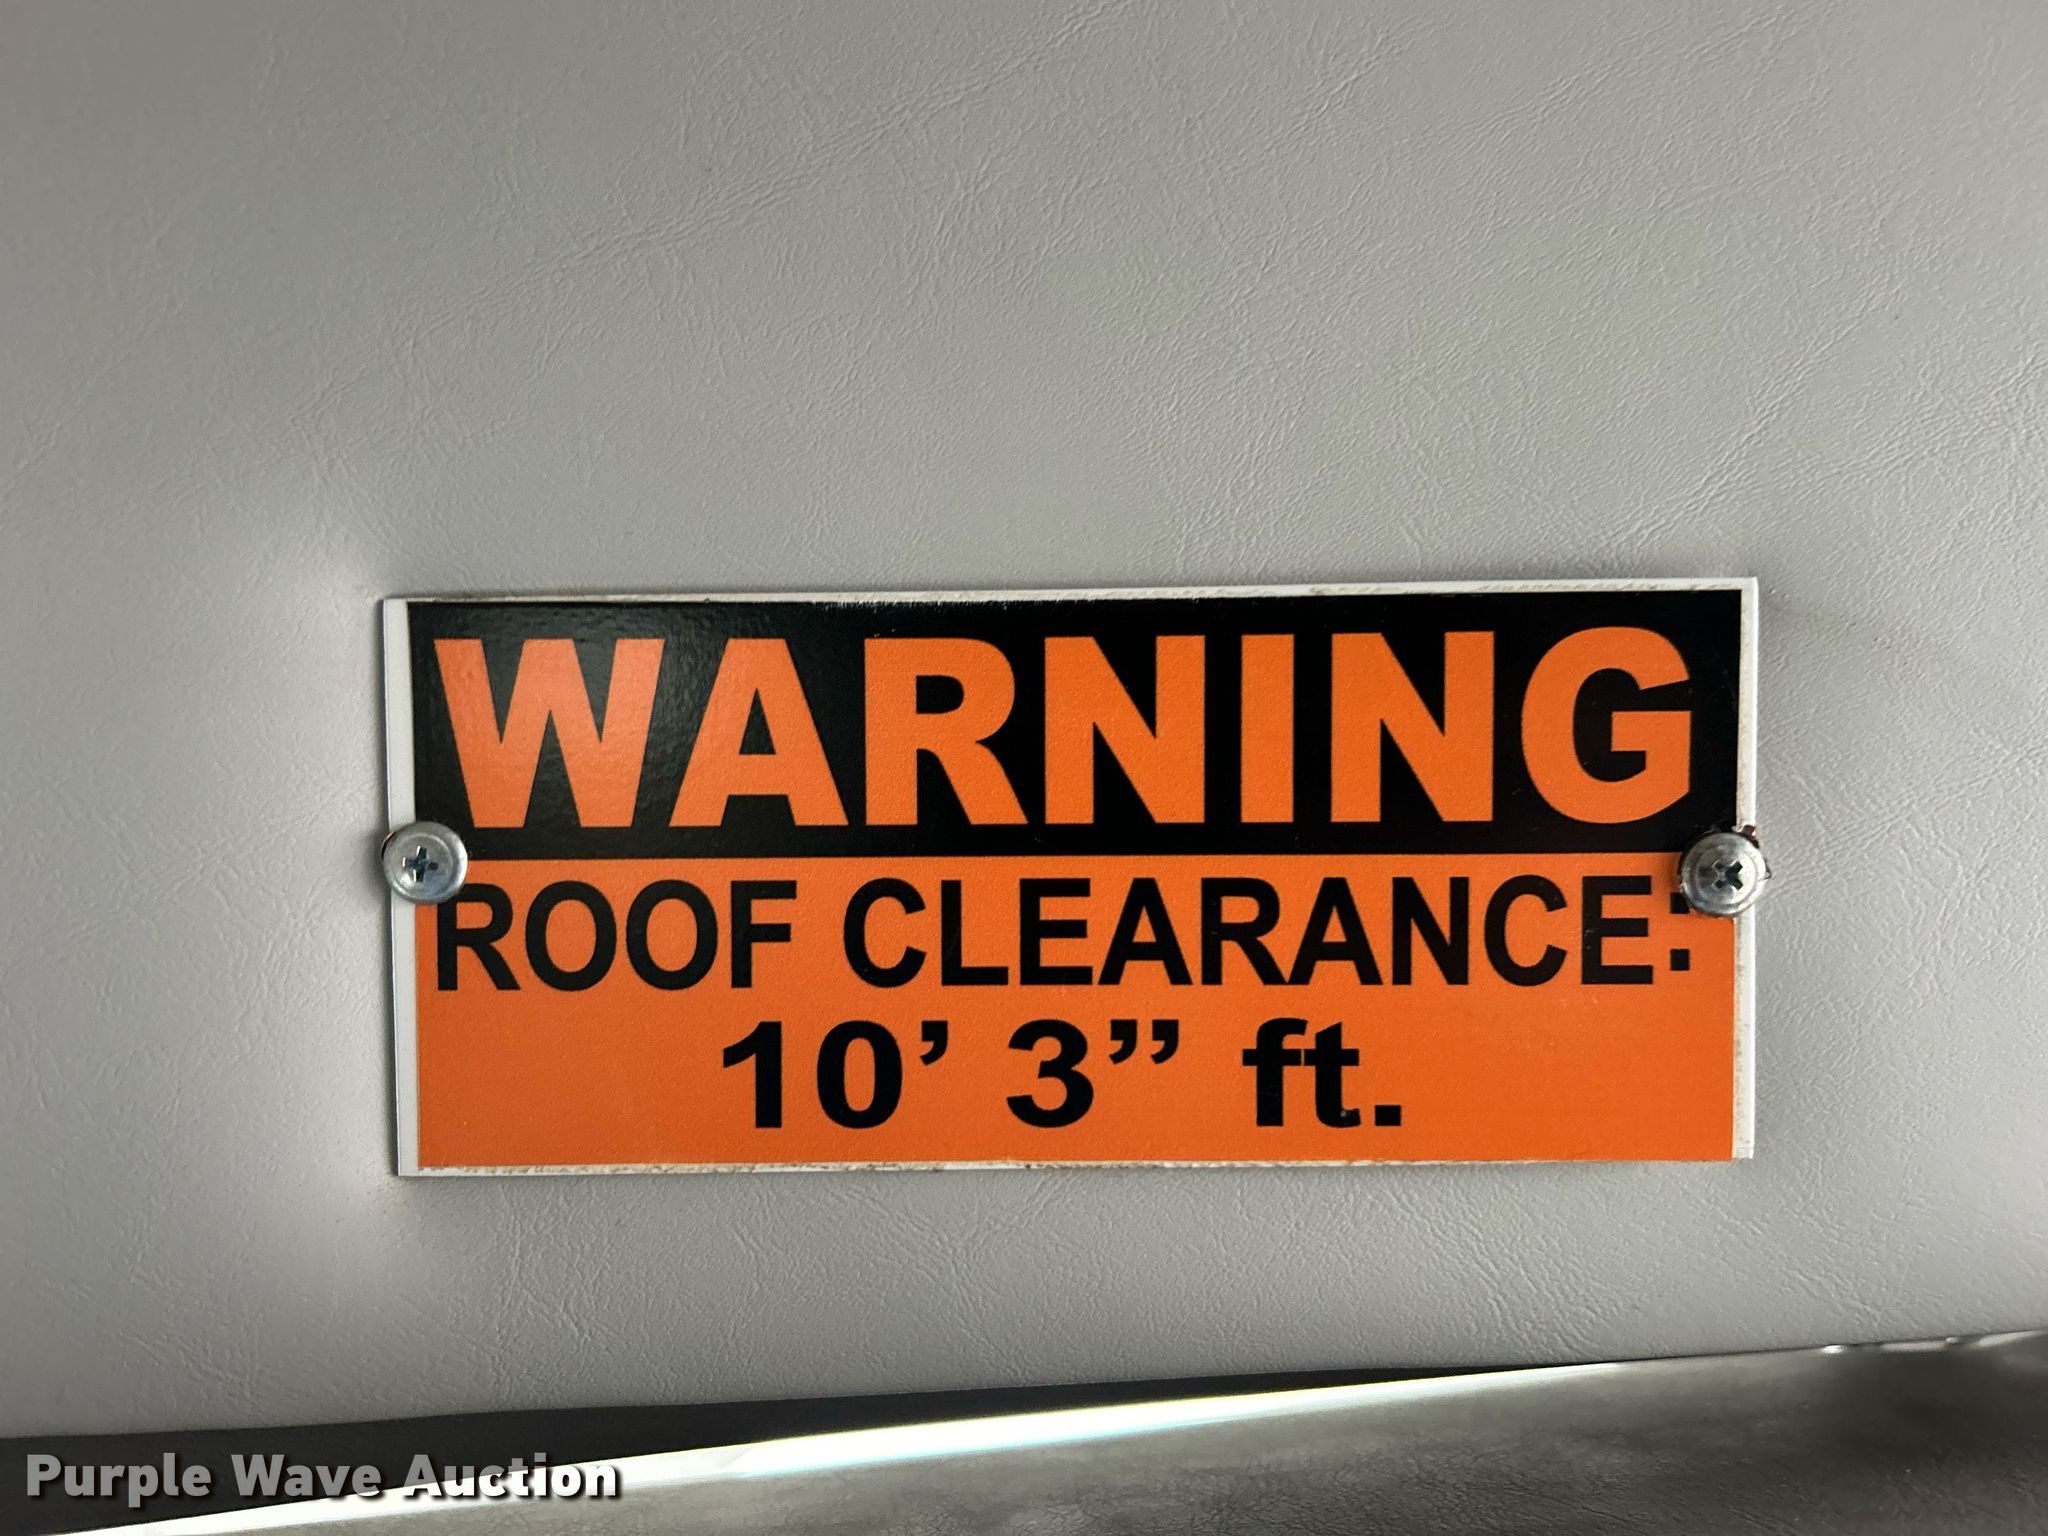 WARNING
ROOF CLEARANCE:
10’ 3” ft.
Purple Wave Auction